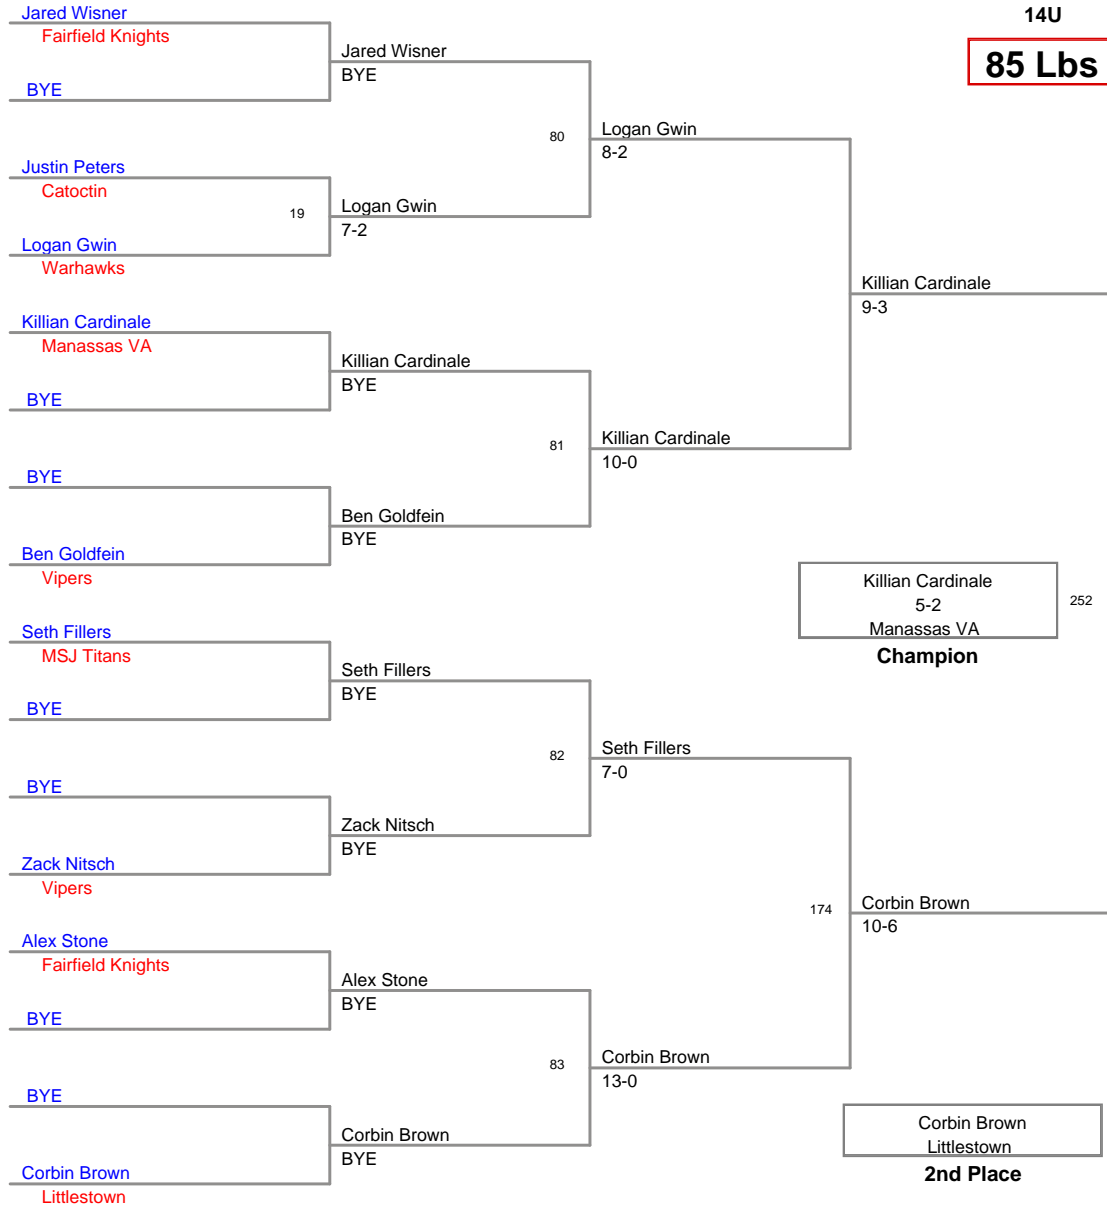 Jared Wisner
Fairfield Knights
BYE
Justin Peters
Catoctin
19
Logan Gwin
Warhawks
Killian Cardinale
Manassas VA
BYE
BYE
Ben Goldfein
Vipers
Seth Fillers
MSJ Titans
BYE
BYE
Zack Nitsch
Vipers
Alex Stone
Fairfield Knights
BYE
BYE
Corbin Brown
Littlestown
Jared Wisner
BYE
80
Logan Gwin
7-2
Killian Cardinale
BYE
81
Ben Goldfein
BYE
Seth Fillers
BYE
82
Zack Nitsch
BYE
Alex Stone
BYE
83
Corbin Brown
BYE
Logan Gwin
8-2
Killian Cardinale
10-0
Seth Fillers
7-0
174
Corbin Brown
13-0
14U
85 Lbs
Killian Cardinale
9-3
Killian Cardinale
5-2
Manassas VA
252
Champion
Corbin Brown
10-6
Corbin Brown
Littlestown
2nd Place